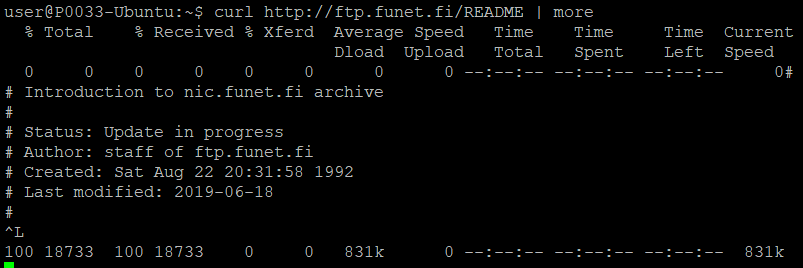 user@P0033-Ubuntu:~$ curl http://ftp.funet.fi/README | more
  % Total    % Received % Xferd  Average Speed   Time    Time     Time  Current
                                 Dload  Upload   Total   Spent    Left  Speed
  0     0    0     0    0     0      0      0 --:--:-- --:--:-- --:--:--     0#
# Introduction to nic.funet.fi archive
#
# Status: Update in progress
# Author: staff of ftp.funet.fi
# Created: Sat Aug 22 20:31:58 1992
# Last modified: 2019-06-18
#
^L
100 18733  100 18733    0     0   831k      0 --:--:-- --:--:-- --:--:--  831k